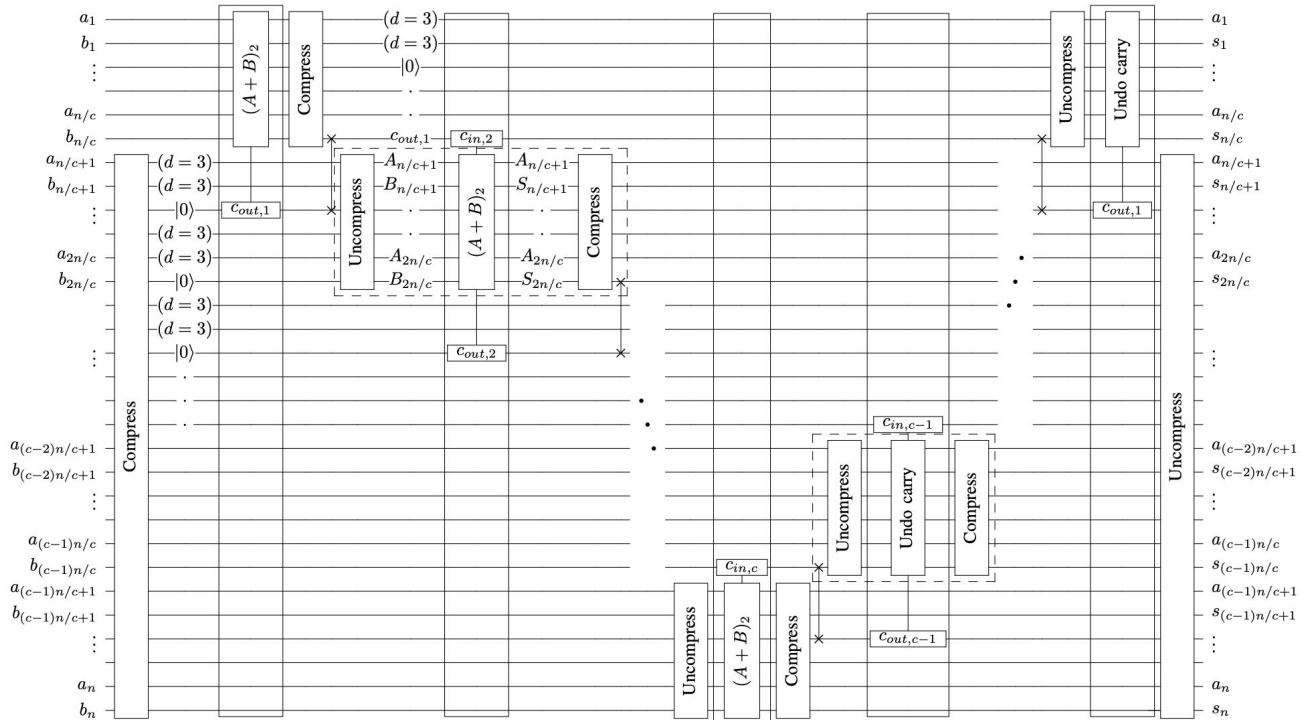 a_1 (d = 3) a_1
b_1 (d = 3) s_1
⋮ (A + B)_2 Compress |0⟩ Uncompress Undo carry ⋮
·
a_{n/c} · a_{n/c}
b_{n/c} c_{out,1} c_{in,2} s_{n/c}
a_{n/c+1} (d = 3) A_{n/c+1} A_{n/c+1} a_{n/c+1}
b_{n/c+1} (d = 3) B_{n/c+1} S_{n/c+1} s_{n/c+1}
⋮ |0⟩ c_{out,1} · · c_{out,1} ⋮
(d = 3) Uncompress · (A + B)_2 · Compress
a_{2n/c} (d = 3) A_{2n/c} A_{2n/c} a_{2n/c}
b_{2n/c} |0⟩ B_{2n/c} S_{2n/c} s_{2n/c}
(d = 3)
(d = 3)
⋮ |0⟩ c_{out,2} ⋮
·
·
Compress · c_{in,c−1} Uncompress
a_{(c−2)n/c+1} a_{(c−2)n/c+1}
b_{(c−2)n/c+1} s_{(c−2)n/c+1}
⋮ Uncompress Undo carry Compress ⋮
a_{(c−1)n/c} a_{(c−1)n/c}
b_{(c−1)n/c} c_{in,c} s_{(c−1)n/c}
a_{(c−1)n/c+1} a_{(c−1)n/c+1}
b_{(c−1)n/c+1} s_{(c−1)n/c+1}
⋮ Uncompress (A + B)_2 Compress c_{out,c−1} ⋮
a_n a_n
b_n s_n